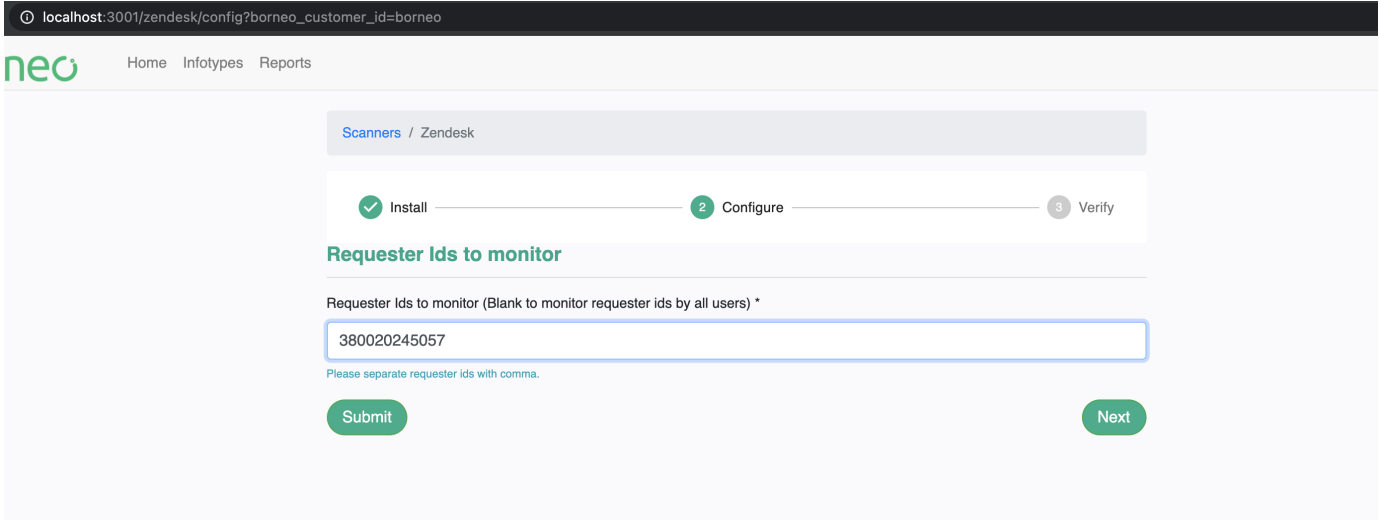 localhost:3001/zendesk/config?borneo_customer_id=borneo
neo Home Infotypes Reports
Scanners / Zendesk
Install 2 Configure 3 Verify
Requester Ids to monitor
Requester Ids to monitor (Blank to monitor requester ids by all users) *
380020245057
Please separate requester ids with comma.
Submit Next